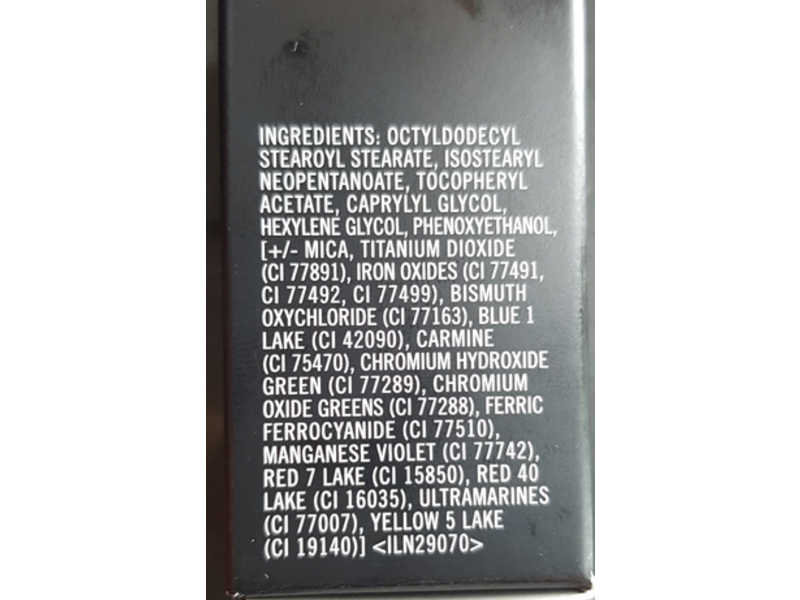 INGREDIENTS: OCTYLDODECYL
STEAROYL STEARATE, ISOSTEARYL
NEOPENTANOATE, TOCOPHERYL
ACETATE, CAPRYLYL GLYCOL,
HEXYLENE GLYCOL, PHENOXYETHANOL,
[+/- MICA, TITANIUM DIOXIDE
(CI 77891), IRON OXIDES (CI 77491,
CI 77492, CI 77499), BISMUTH
OXYCHLORIDE (CI 77163), BLUE 1
LAKE (CI 42090), CARMINE
(CI 75470), CHROMIUM HYDROXIDE
GREEN (CI 77289), CHROMIUM
OXIDE GREENS (CI 77288), FERRIC
FERROCYANIDE (CI 77510),
MANGANESE VIOLET (CI 77742),
RED 7 LAKE (CI 15850), RED 40
LAKE (CI 16035), ULTRAMARINES
(CI 77007), YELLOW 5 LAKE
(CI 19140)] <ILN29070>